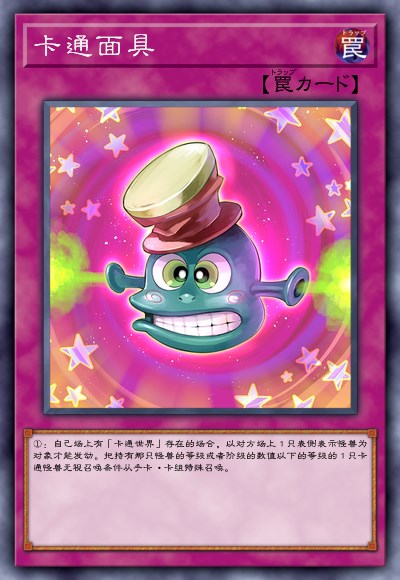 卡通面具
トラップ
罠
トラップ
【罠カード】
①：自己场上有「卡通世界」存在的场合，以对方场上1只表侧表示怪兽为
对象才能发动。把持有那只怪兽的等级或者阶级的数值以下的等级的1只卡
通怪兽无视召唤条件从手卡·卡组特殊召唤。